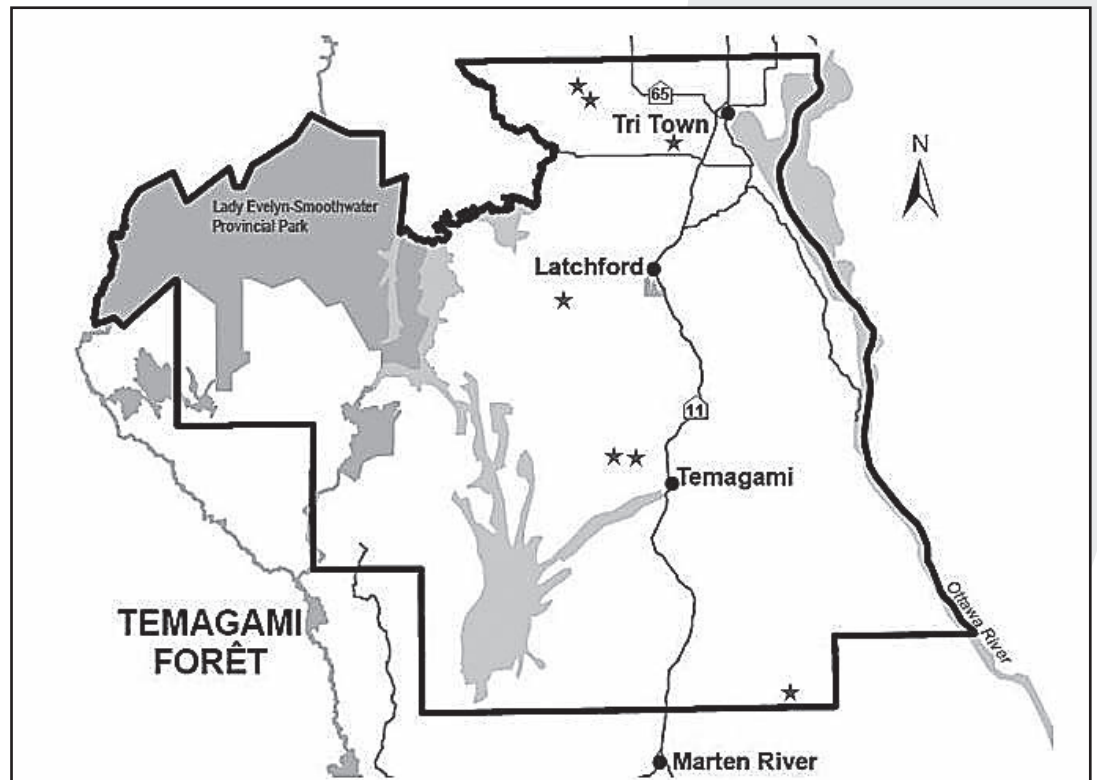 N
65
Tri Town
Lady Evelyn-Smoothwater
Provincial Park
Latchford
11
Temagami
Ottawa River
TEMAGAMI
FORÊT
Marten River